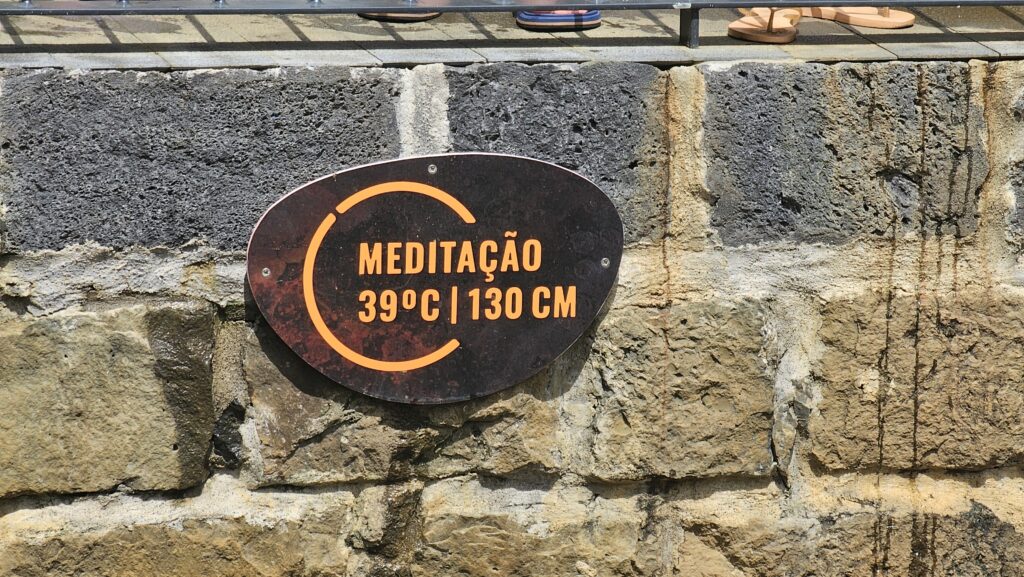 MEDITAÇÃO
39ºC | 130 CM